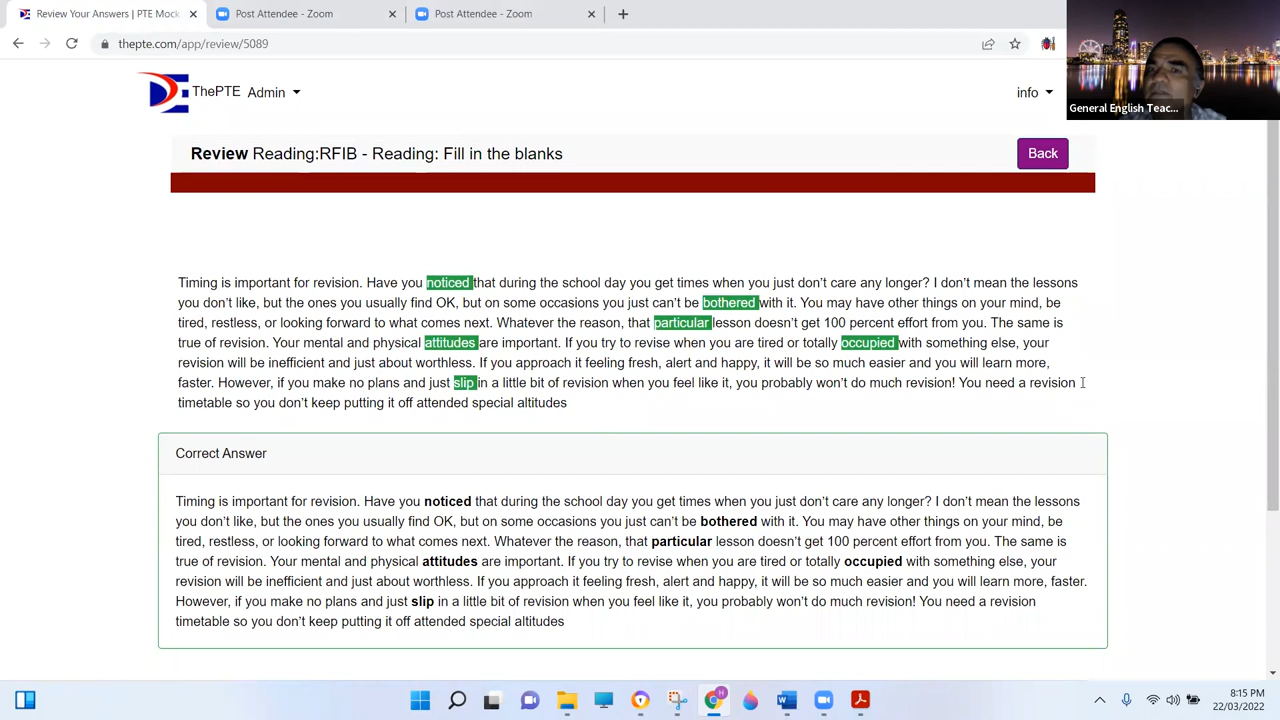 Review Your Answers | PTE Mock
Post Attendee - Zoom
Post Attendee - Zoom
thepte.com/app/review/5089
General English Teac...
ThePTE Admin
info
Review Reading:RFIB - Reading: Fill in the blanks
Back
Timing is important for revision. Have you noticed that during the school day you get times when you just don’t care any longer? I don’t mean the lessons
you don’t like, but the ones you usually find OK, but on some occasions you just can’t be bothered with it. You may have other things on your mind, be
tired, restless, or looking forward to what comes next. Whatever the reason, that particular lesson doesn’t get 100 percent effort from you. The same is
true of revision. Your mental and physical attitudes are important. If you try to revise when you are tired or totally occupied with something else, your
revision will be inefficient and just about worthless. If you approach it feeling fresh, alert and happy, it will be so much easier and you will learn more,
faster. However, if you make no plans and just slip in a little bit of revision when you feel like it, you probably won’t do much revision! You need a revision
timetable so you don’t keep putting it off attended special altitudes
Correct Answer
Timing is important for revision. Have you noticed that during the school day you get times when you just don’t care any longer? I don’t mean the lessons
you don’t like, but the ones you usually find OK, but on some occasions you just can’t be bothered with it. You may have other things on your mind, be
tired, restless, or looking forward to what comes next. Whatever the reason, that particular lesson doesn’t get 100 percent effort from you. The same is
true of revision. Your mental and physical attitudes are important. If you try to revise when you are tired or totally occupied with something else, your
revision will be inefficient and just about worthless. If you approach it feeling fresh, alert and happy, it will be so much easier and you will learn more, faster.
However, if you make no plans and just slip in a little bit of revision when you feel like it, you probably won’t do much revision! You need a revision
timetable so you don’t keep putting it off attended special altitudes
8:15 PM
22/03/2022